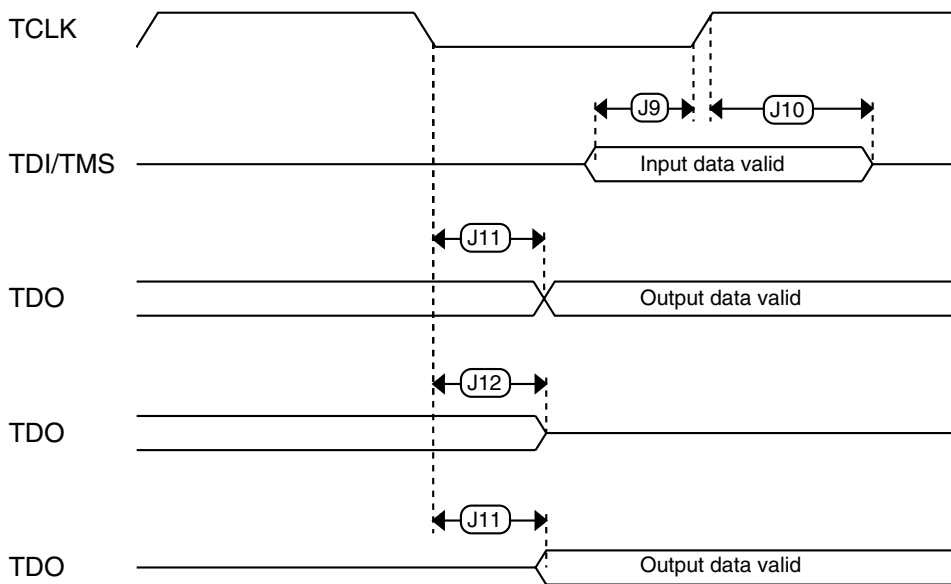 TCLK
J9
J10
TDI/TMS
Input data valid
J11
TDO
Output data valid
J12
TDO
J11
TDO
Output data valid